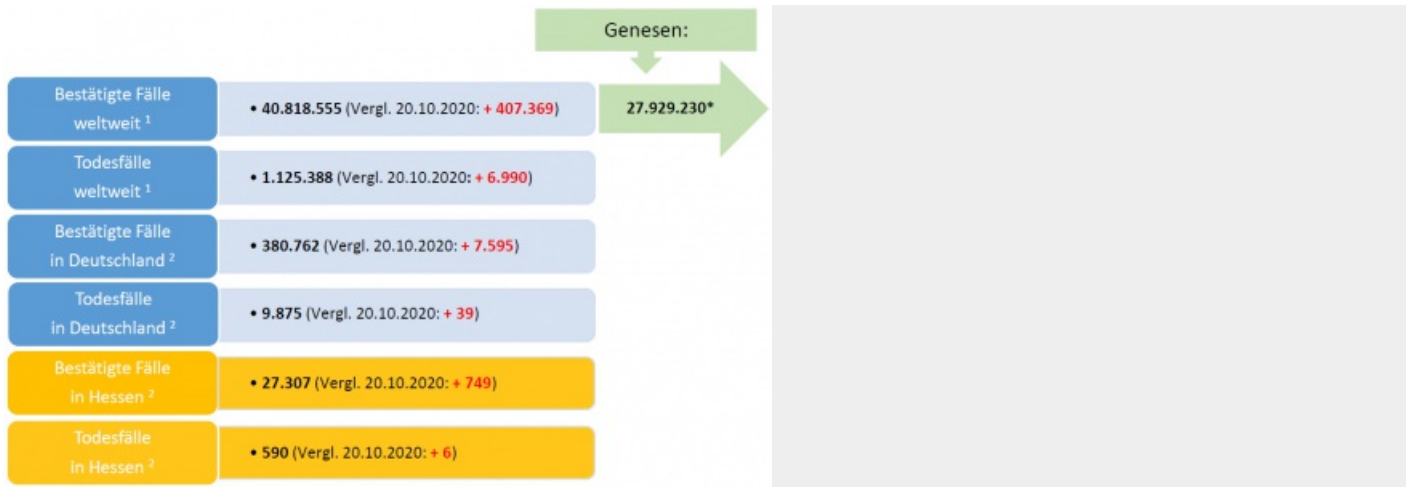 Genesen:
Bestätigte Fälle
weltweit ¹
• 40.818.555 (Vergl. 20.10.2020: + 407.369)
27.929.230*
Todesfälle
weltweit ¹
• 1.125.388 (Vergl. 20.10.2020: + 6.990)
Bestätigte Fälle
in Deutschland ²
• 380.762 (Vergl. 20.10.2020: + 7.595)
Todesfälle
in Deutschland ²
• 9.875 (Vergl. 20.10.2020: + 39)
Bestätigte Fälle
in Hessen ²
• 27.307 (Vergl. 20.10.2020: + 749)
Todesfälle
in Hessen ²
• 590 (Vergl. 20.10.2020: + 6)